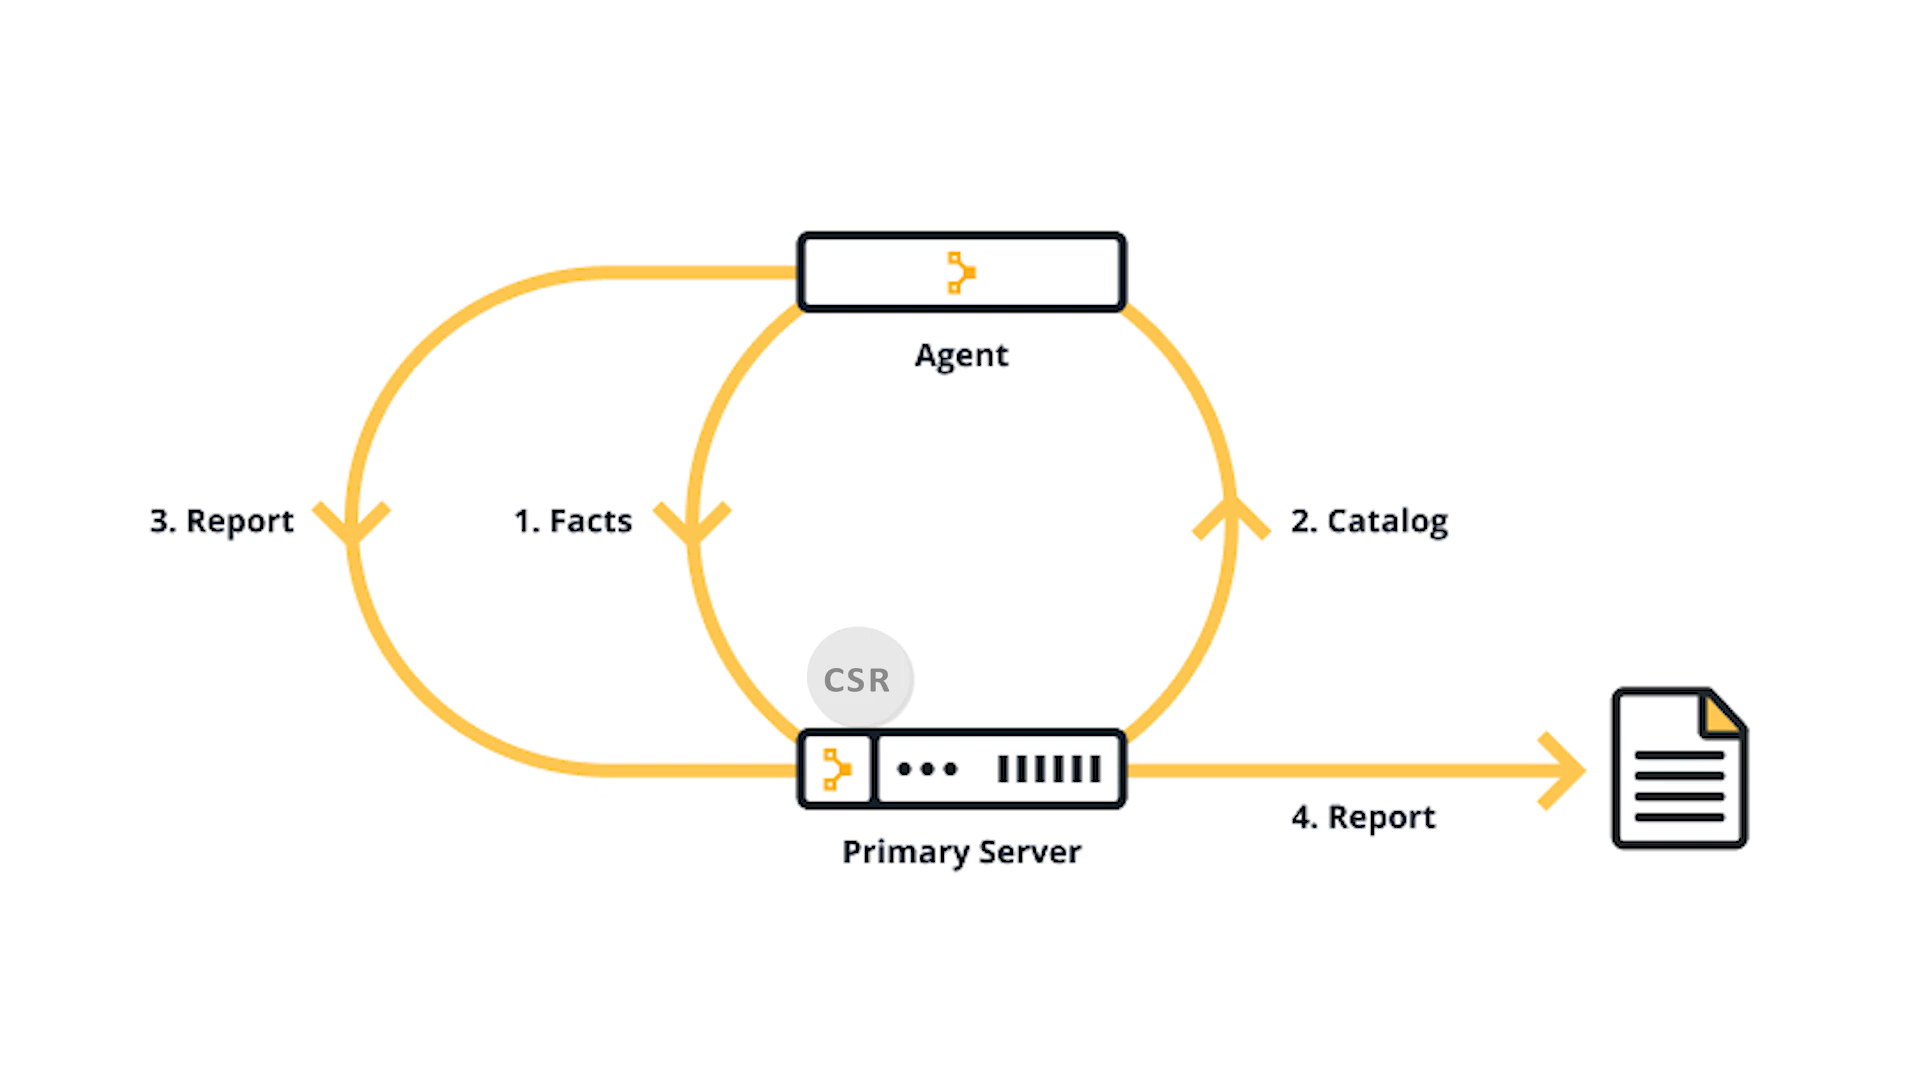 Agent
3. Report
1. Facts
2. Catalog
CSR
4. Report
Primary Server